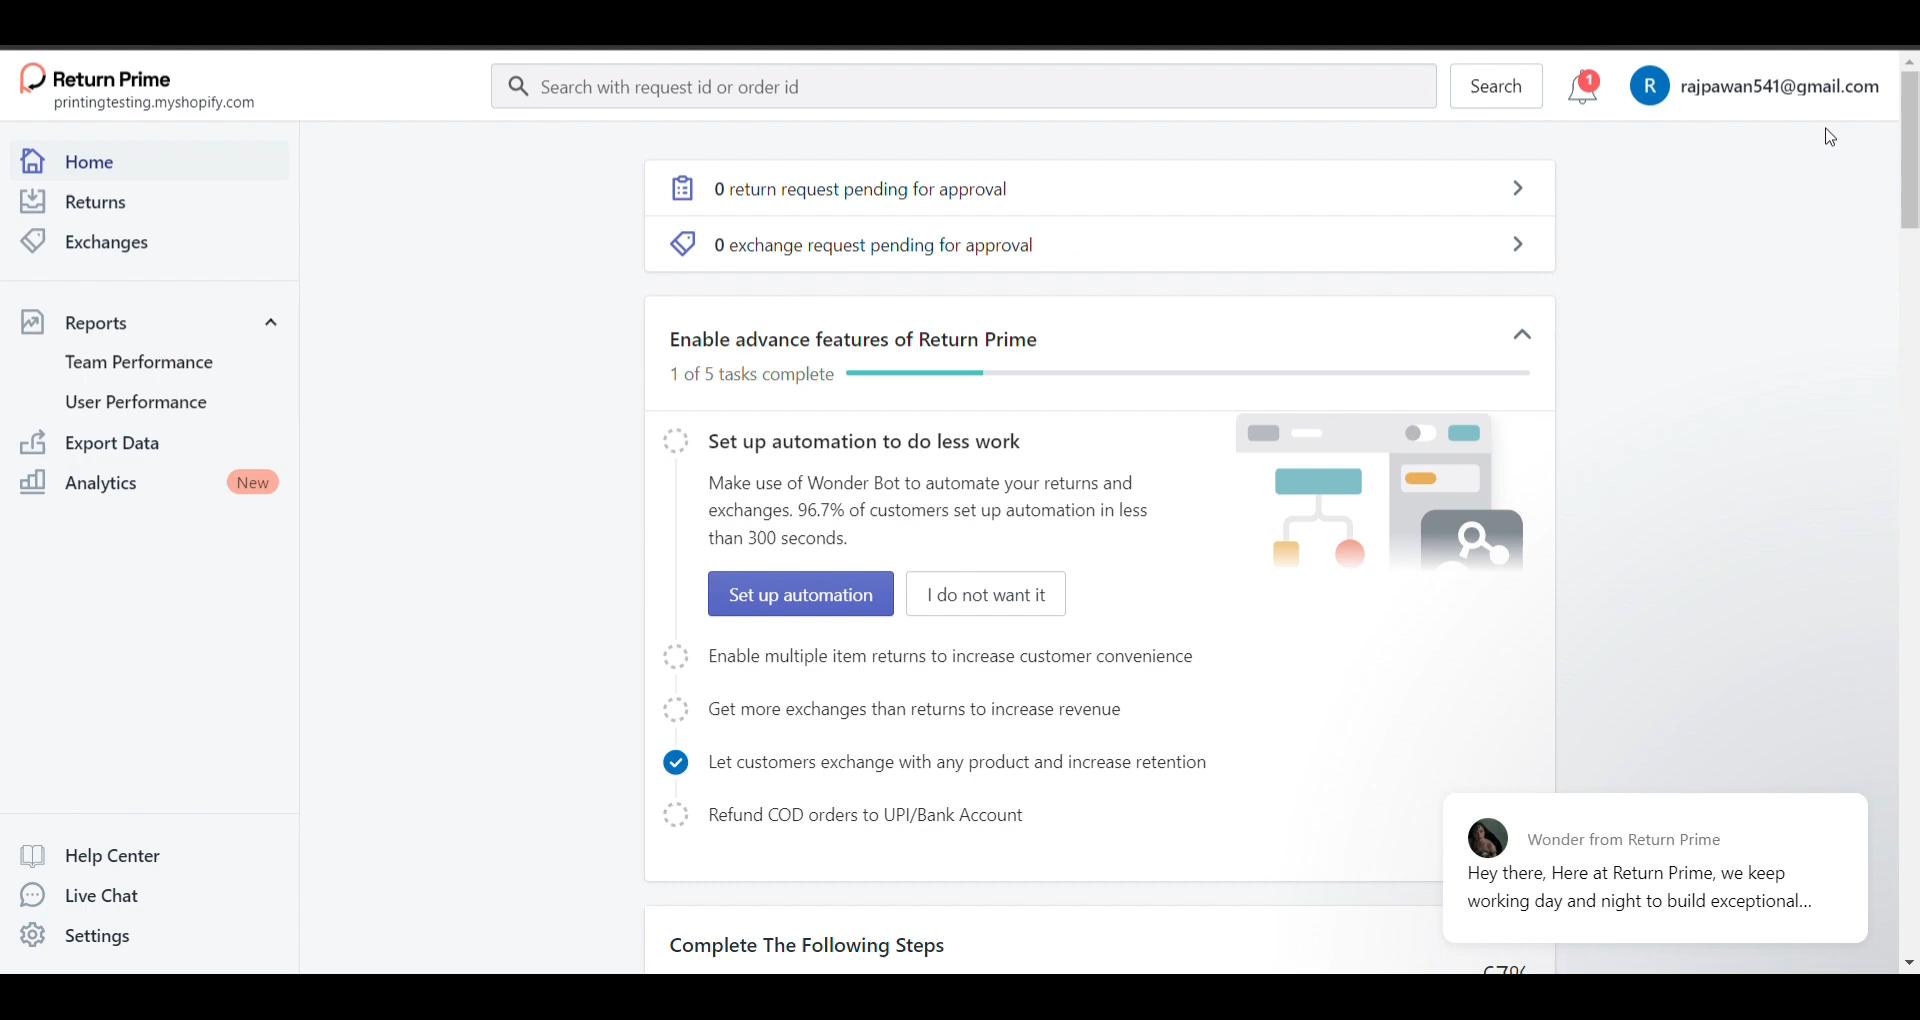 Return Prime
printingtesting.myshopify.com
Search with request id or order id
Search
1
R
rajpawan541@gmail.com
Home
Returns
Exchanges
Reports
Team Performance
User Performance
Export Data
Analytics
New
Help Center
Live Chat
Settings
0 return request pending for approval
0 exchange request pending for approval
Enable advance features of Return Prime
1 of 5 tasks complete
Set up automation to do less work
Make use of Wonder Bot to automate your returns and
exchanges. 96.7% of customers set up automation in less
than 300 seconds.
Set up automation
I do not want it
Enable multiple item returns to increase customer convenience
Get more exchanges than returns to increase revenue
Let customers exchange with any product and increase retention
Refund COD orders to UPI/Bank Account
Complete The Following Steps
Wonder from Return Prime
Hey there, Here at Return Prime, we keep
working day and night to build exceptional...